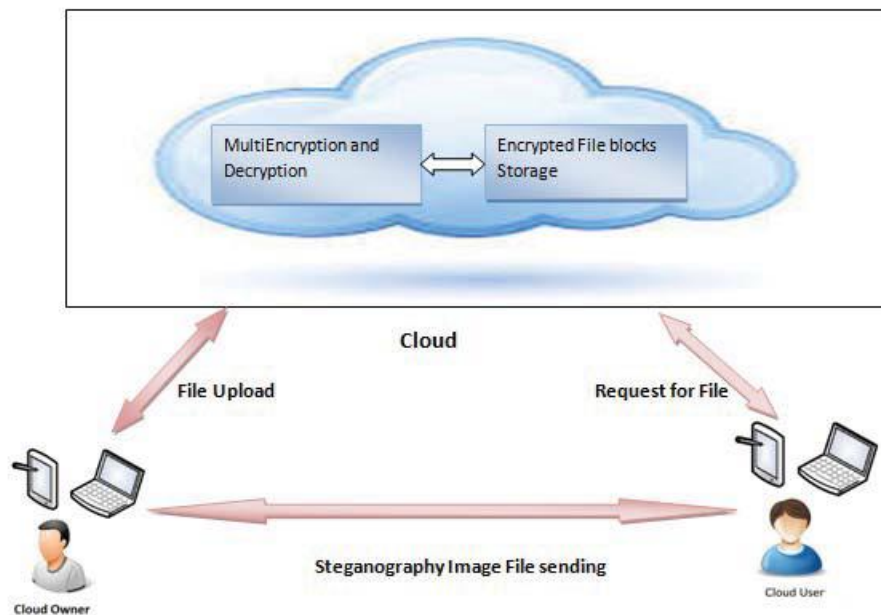 MultiEncryption and
Decryption
Encrypted File blocks
Storage
Cloud
File Upload
Request for File
Steganography Image File sending
Cloud Owner
Cloud User